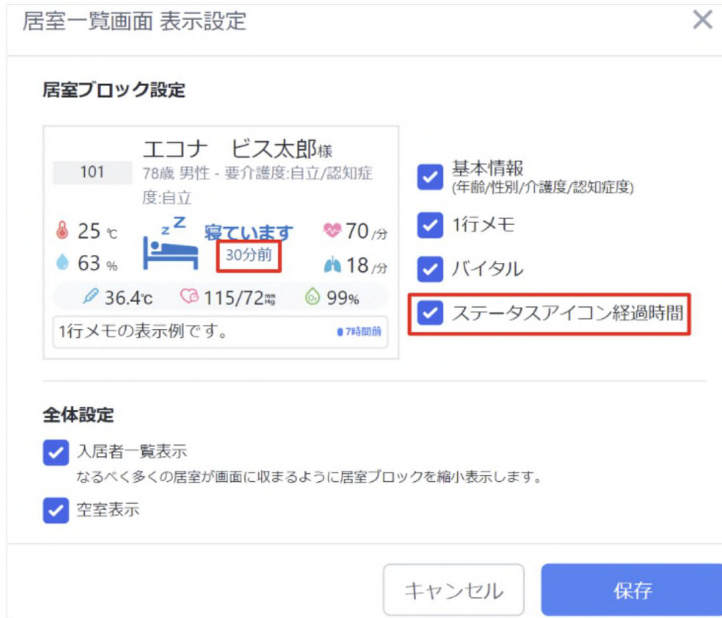 居室一覧画面 表示設定
居室ブロック設定
エコナ　ビス太郎様
101
78歳 男性 - 要介護度:自立/認知症
度:自立
25 ℃
zZ
寝ています
70 /分
30分前
63 %
18 /分
36.4℃ 115/72mmHg 99%
1行メモの表示例です。
7時間前
基本情報
(年齢/性別/介護度/認知症度)
1行メモ
バイタル
ステータスアイコン経過時間
全体設定
入居者一覧表示
なるべく多くの居室が画面に収まるように居室ブロックを縮小表示します。
空室表示
キャンセル
保存